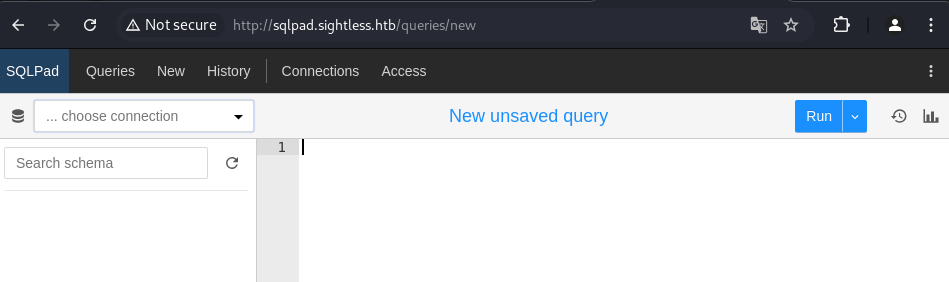 Not secure http://sqlpad.sightless.htb/queries/new
SQLPad Queries New History Connections Access
... choose connection New unsaved query Run
Search schema 1